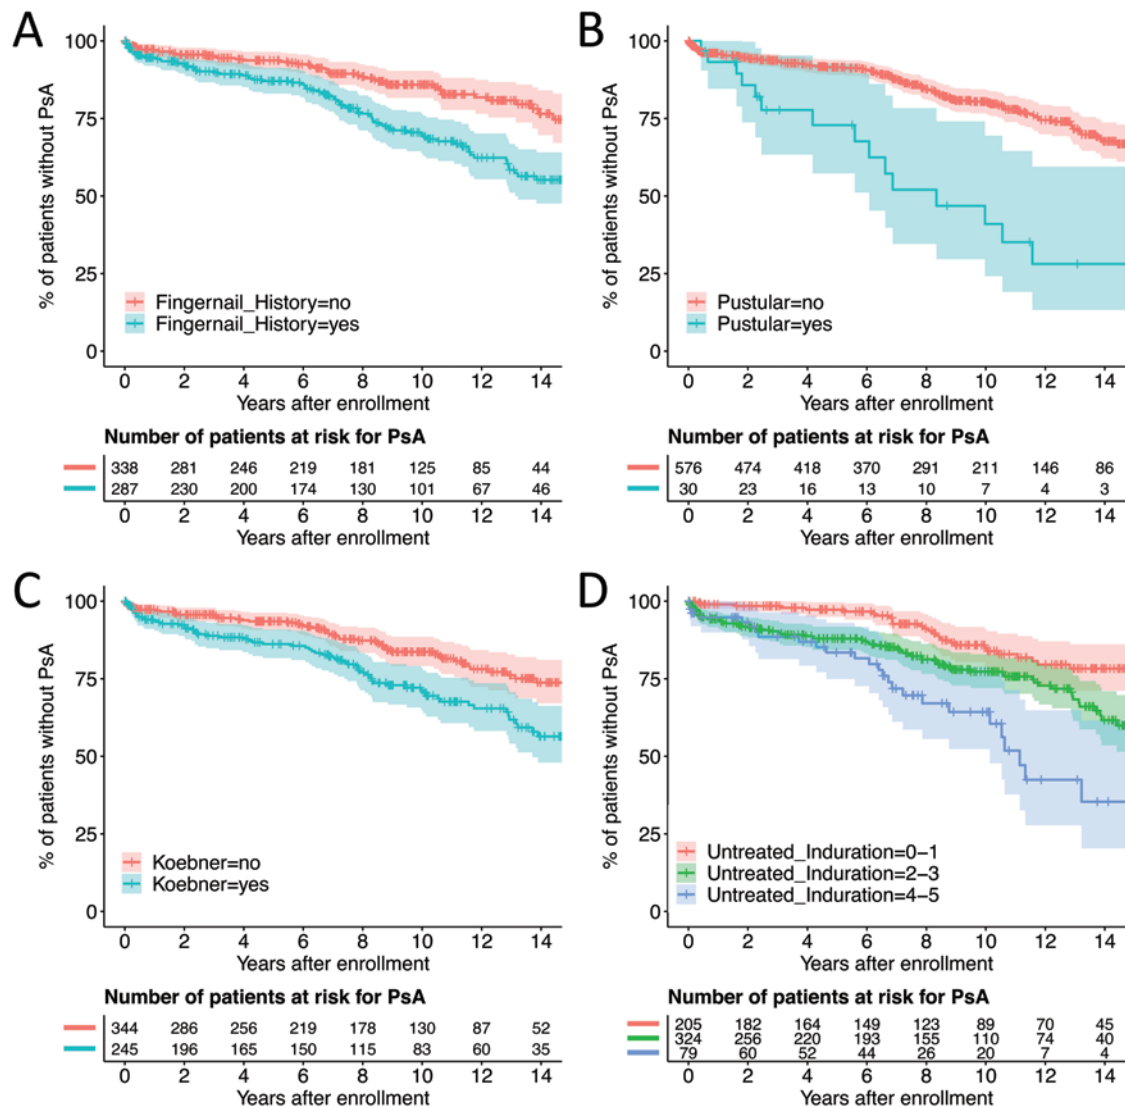 A
% of patients without PsA
100
75
50
25
0
Fingernail_History=no
Fingernail_History=yes
0 2 4 6 8 10 12 14
Years after enrollment
Number of patients at risk for PsA
338 281 246 219 181 125 85 44
287 230 200 174 130 101 67 46
0 2 4 6 8 10 12 14
Years after enrollment
B
% of patients without PsA
100
75
50
25
0
Pustular=no
Pustular=yes
0 2 4 6 8 10 12 14
Years after enrollment
Number of patients at risk for PsA
576 474 418 370 291 211 146 86
30 23 16 13 10 7 4 3
0 2 4 6 8 10 12 14
Years after enrollment
C
% of patients without PsA
100
75
50
25
0
Koebner=no
Koebner=yes
0 2 4 6 8 10 12 14
Years after enrollment
Number of patients at risk for PsA
344 286 256 219 178 130 87 52
245 196 165 150 115 83 60 35
0 2 4 6 8 10 12 14
Years after enrollment
D
% of patients without PsA
100
75
50
25
0
Untreated_Induration=0−1
Untreated_Induration=2−3
Untreated_Induration=4−5
0 2 4 6 8 10 12 14
Years after enrollment
Number of patients at risk for PsA
205 182 164 149 123 89 70 45
324 256 220 193 155 110 74 40
79 60 52 44 26 20 7 4
0 2 4 6 8 10 12 14
Years after enrollment